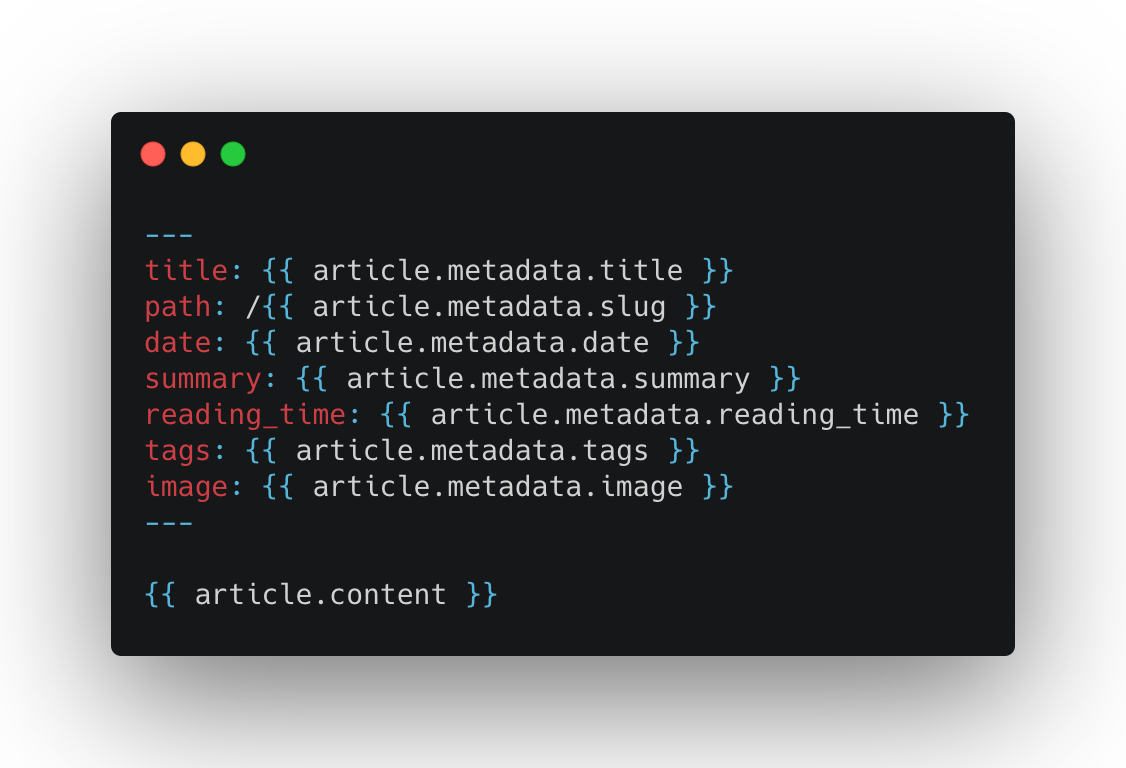 ---
title: {{ article.metadata.title }}
path: /{{ article.metadata.slug }}
date: {{ article.metadata.date }}
summary: {{ article.metadata.summary }}
reading_time: {{ article.metadata.reading_time }}
tags: {{ article.metadata.tags }}
image: {{ article.metadata.image }}
---

{{ article.content }}